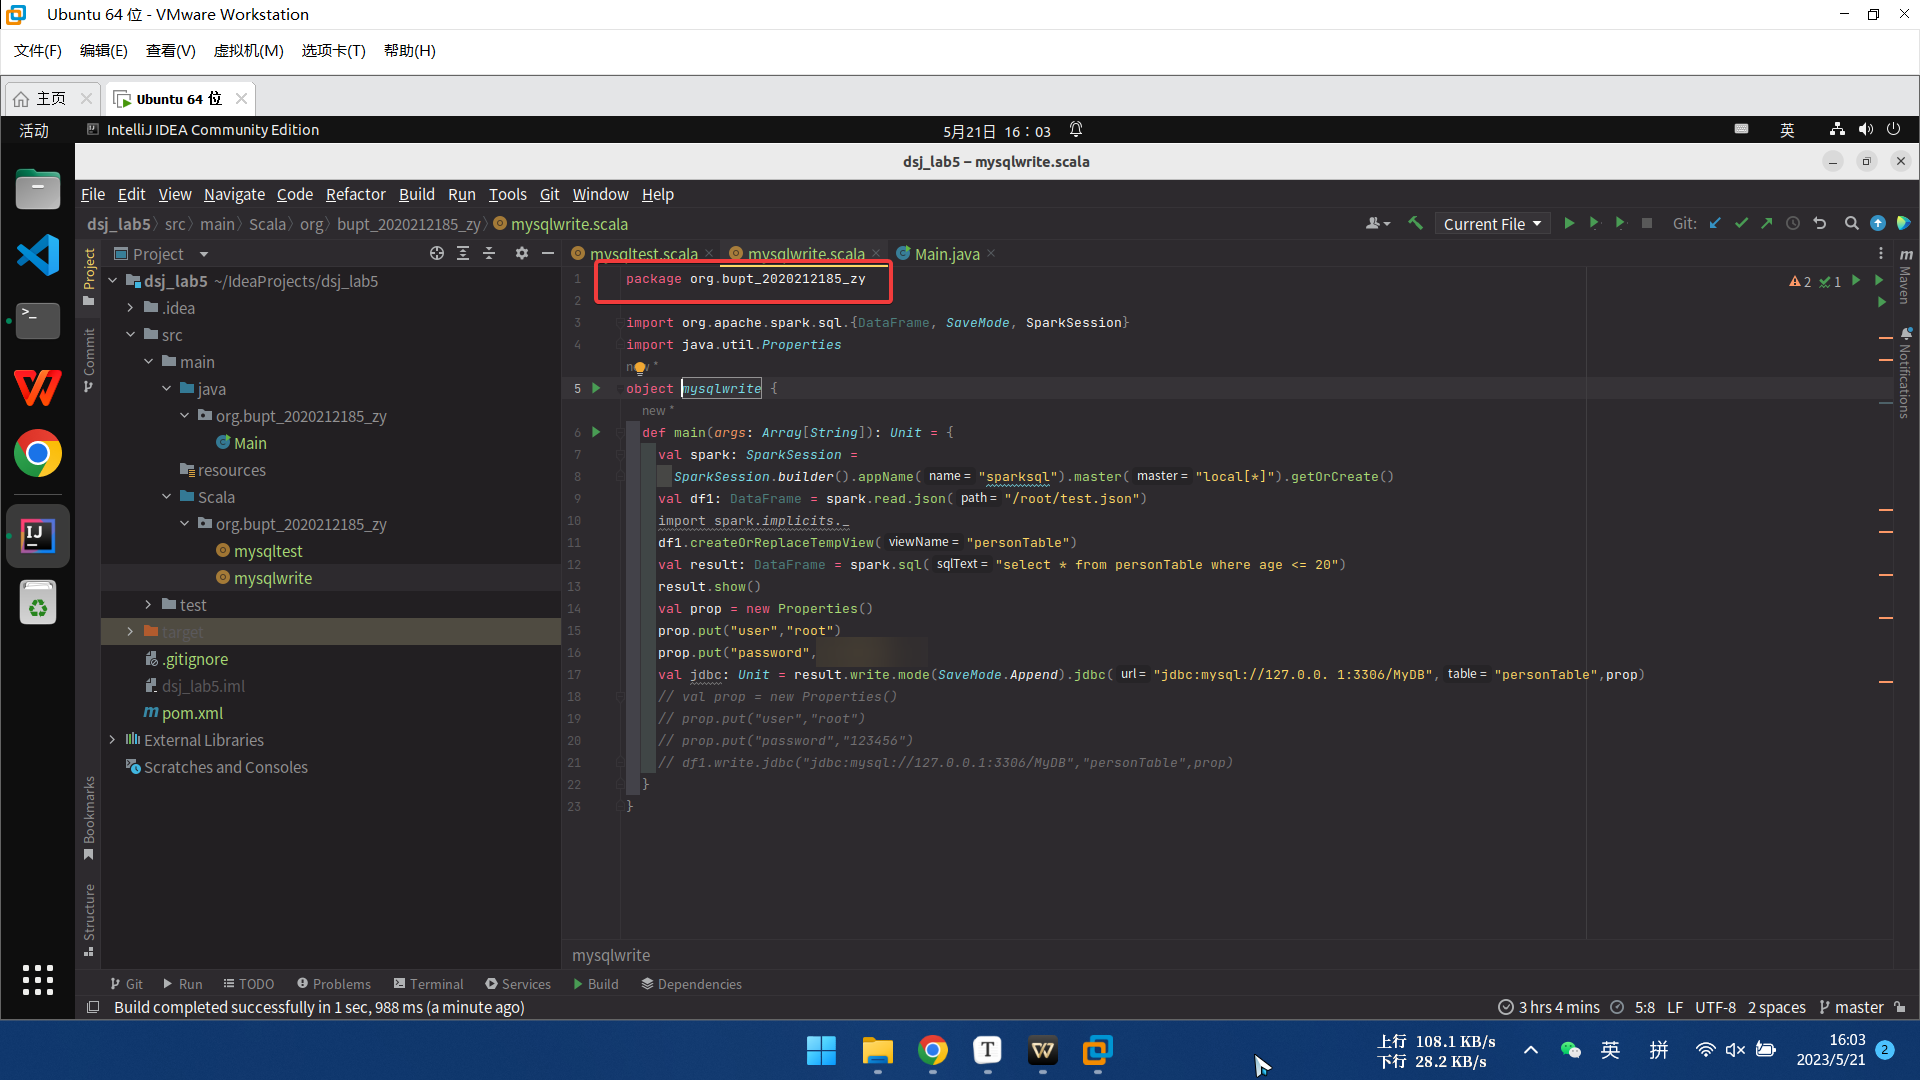 Ubuntu 64 位 - VMware Workstation
文件(F) 编辑(E) 查看(V) 虚拟机(M) 选项卡(T) 帮助(H)
主页 Ubuntu 64 位
活动 IntelliJ IDEA Community Edition 5月21日 16：03 英
dsj_lab5 – mysqlwrite.scala
File Edit View Navigate Code Refactor Build Run Tools Git Window Help
dsj_lab5 src main Scala org bupt_2020212185_zy mysqlwrite.scala Current File Git:
Project mysqltest.scala mysqlwrite.scala Main.java
dsj_lab5 ~/IdeaProjects/dsj_lab5
.idea
src
main
java
org.bupt_2020212185_zy
Main
resources
Scala
org.bupt_2020212185_zy
mysqltest
mysqlwrite
test
target
.gitignore
dsj_lab5.iml
pom.xml
External Libraries
Scratches and Consoles
Project
Commit
Bookmarks
Structure
1 package org.bupt_2020212185_zy
2
3 import org.apache.spark.sql.{DataFrame, SaveMode, SparkSession}
4 import java.util.Properties
new *
5 object mysqlwrite {
new *
6 def main(args: Array[String]): Unit = {
7 val spark: SparkSession =
8 SparkSession.builder().appName( name = "sparksql").master( master = "local[*]").getOrCreate()
9 val df1: DataFrame = spark.read.json( path = "/root/test.json")
10 import spark.implicits._
11 df1.createOrReplaceTempView( viewName = "personTable")
12 val result: DataFrame = spark.sql( sqlText = "select * from personTable where age <= 20")
13 result.show()
14 val prop = new Properties()
15 prop.put("user","root")
16 prop.put("password",
17 val jdbc: Unit = result.write.mode(SaveMode.Append).jdbc( url = "jdbc:mysql://127.0.0. 1:3306/MyDB", table = "personTable",prop)
18 // val prop = new Properties()
19 // prop.put("user","root")
20 // prop.put("password","123456")
21 // df1.write.jdbc("jdbc:mysql://127.0.0.1:3306/MyDB","personTable",prop)
22 }
23 }
2 1
m Maven
Notifications
mysqlwrite
Git Run TODO Problems Terminal Services Build Dependencies
Build completed successfully in 1 sec, 988 ms (a minute ago) 3 hrs 4 mins 5:8 LF UTF-8 2 spaces master
上行 108.1 KB/s
下行 28.2 KB/s
英 拼
16:03
2023/5/21
2